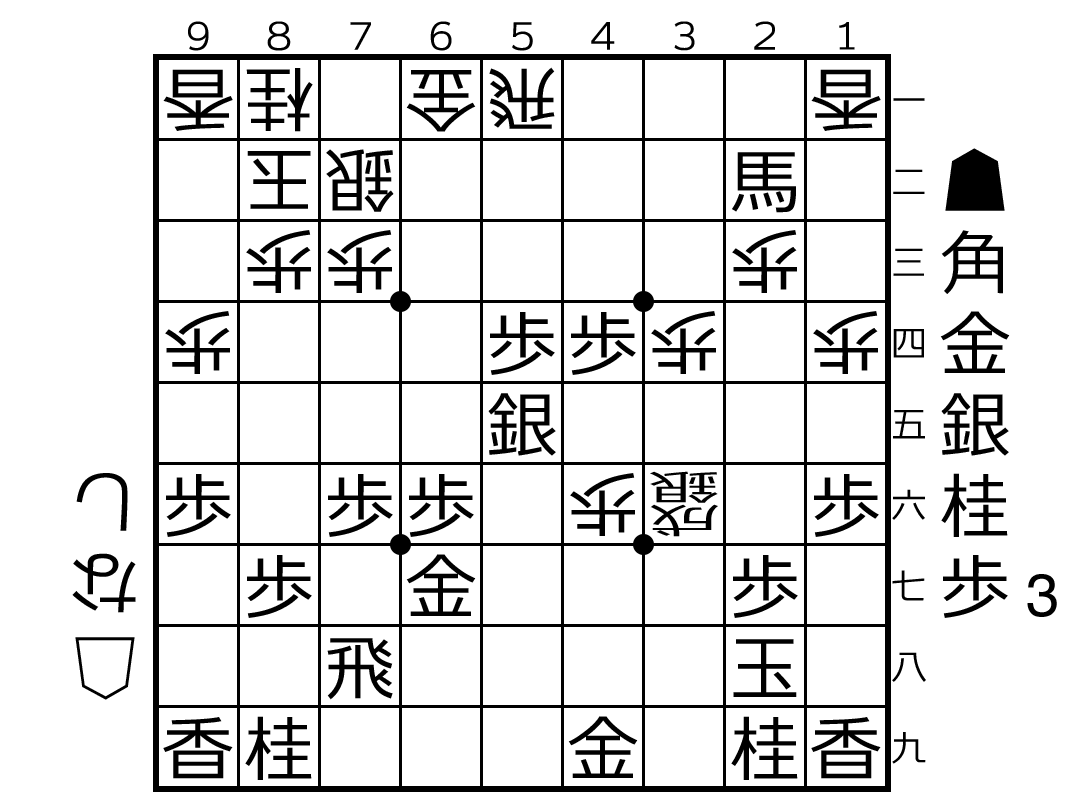 9 8 7 6 5 4 3 2 1
香 桂 金 飛 香 一
玉 銀 馬 二
歩 歩 歩 三
歩 歩 歩 歩 歩 四
銀 五
歩 歩 歩 歩 成銀 歩 六
歩 金 歩 七
飛 玉 八
香 桂 金 桂 香 九
☗角金銀桂歩3
☖なし